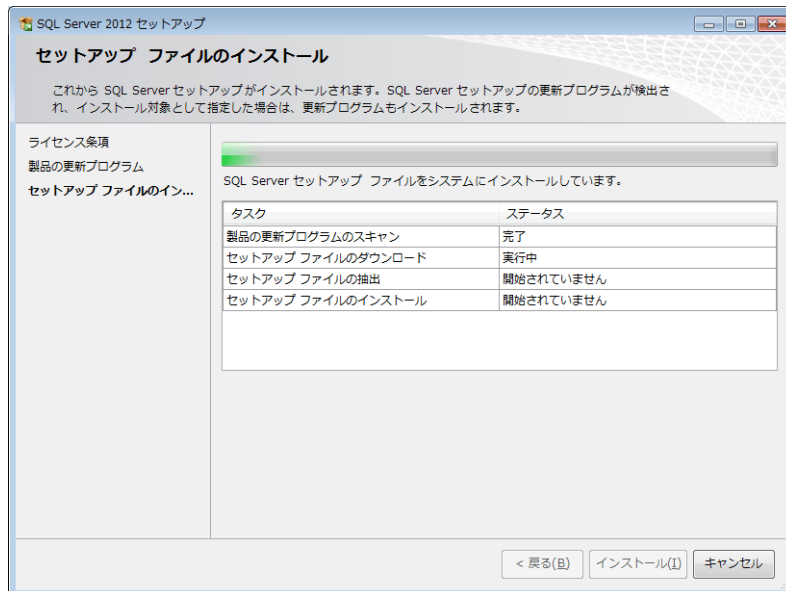 SQL Server 2012 セットアップ
セットアップ ファイルのインストール
これから SQL Server セットアップがインストールされます。SQL Server セットアップの更新プログラムが検出さ
れ、インストール対象として指定した場合は、更新プログラムもインストールされます。
ライセンス条項
製品の更新プログラム
セットアップ ファイルのイン...
SQL Server セットアップ ファイルをシステムにインストールしています。
タスク ステータス
製品の更新プログラムのスキャン 完了
セットアップ ファイルのダウンロード 実行中
セットアップ ファイルの抽出 開始されていません
セットアップ ファイルのインストール 開始されていません
< 戻る(B) インストール(I) キャンセル